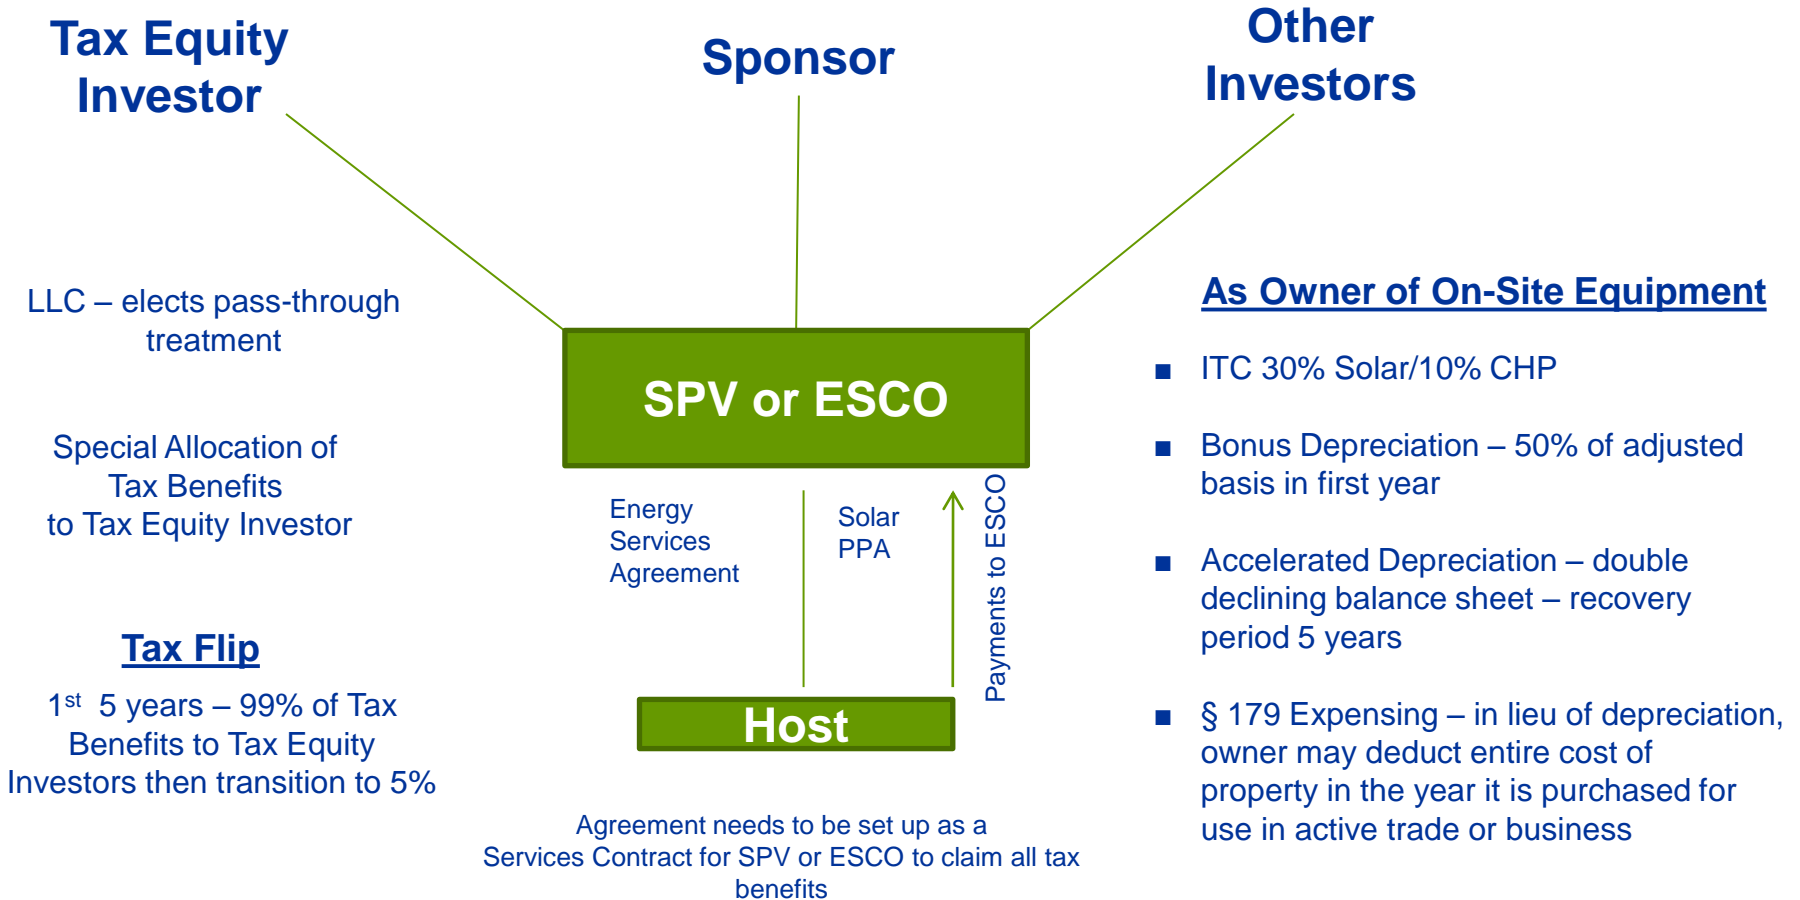 Tax Equity
Investor
Sponsor
Other
Investors
LLC – elects pass-through
treatment
Special Allocation of
Tax Benefits
to Tax Equity Investor
Tax Flip
1st 5 years – 99% of Tax
Benefits to Tax Equity
Investors then transition to 5%
SPV or ESCO
Energy
Services
Agreement
Solar
PPA
Payments to ESCO
Host
Agreement needs to be set up as a
Services Contract for SPV or ESCO to claim all tax
benefits
As Owner of On-Site Equipment
■ ITC 30% Solar/10% CHP
■ Bonus Depreciation – 50% of adjusted
basis in first year
■ Accelerated Depreciation – double
declining balance sheet – recovery
period 5 years
■ § 179 Expensing – in lieu of depreciation,
owner may deduct entire cost of
property in the year it is purchased for
use in active trade or business